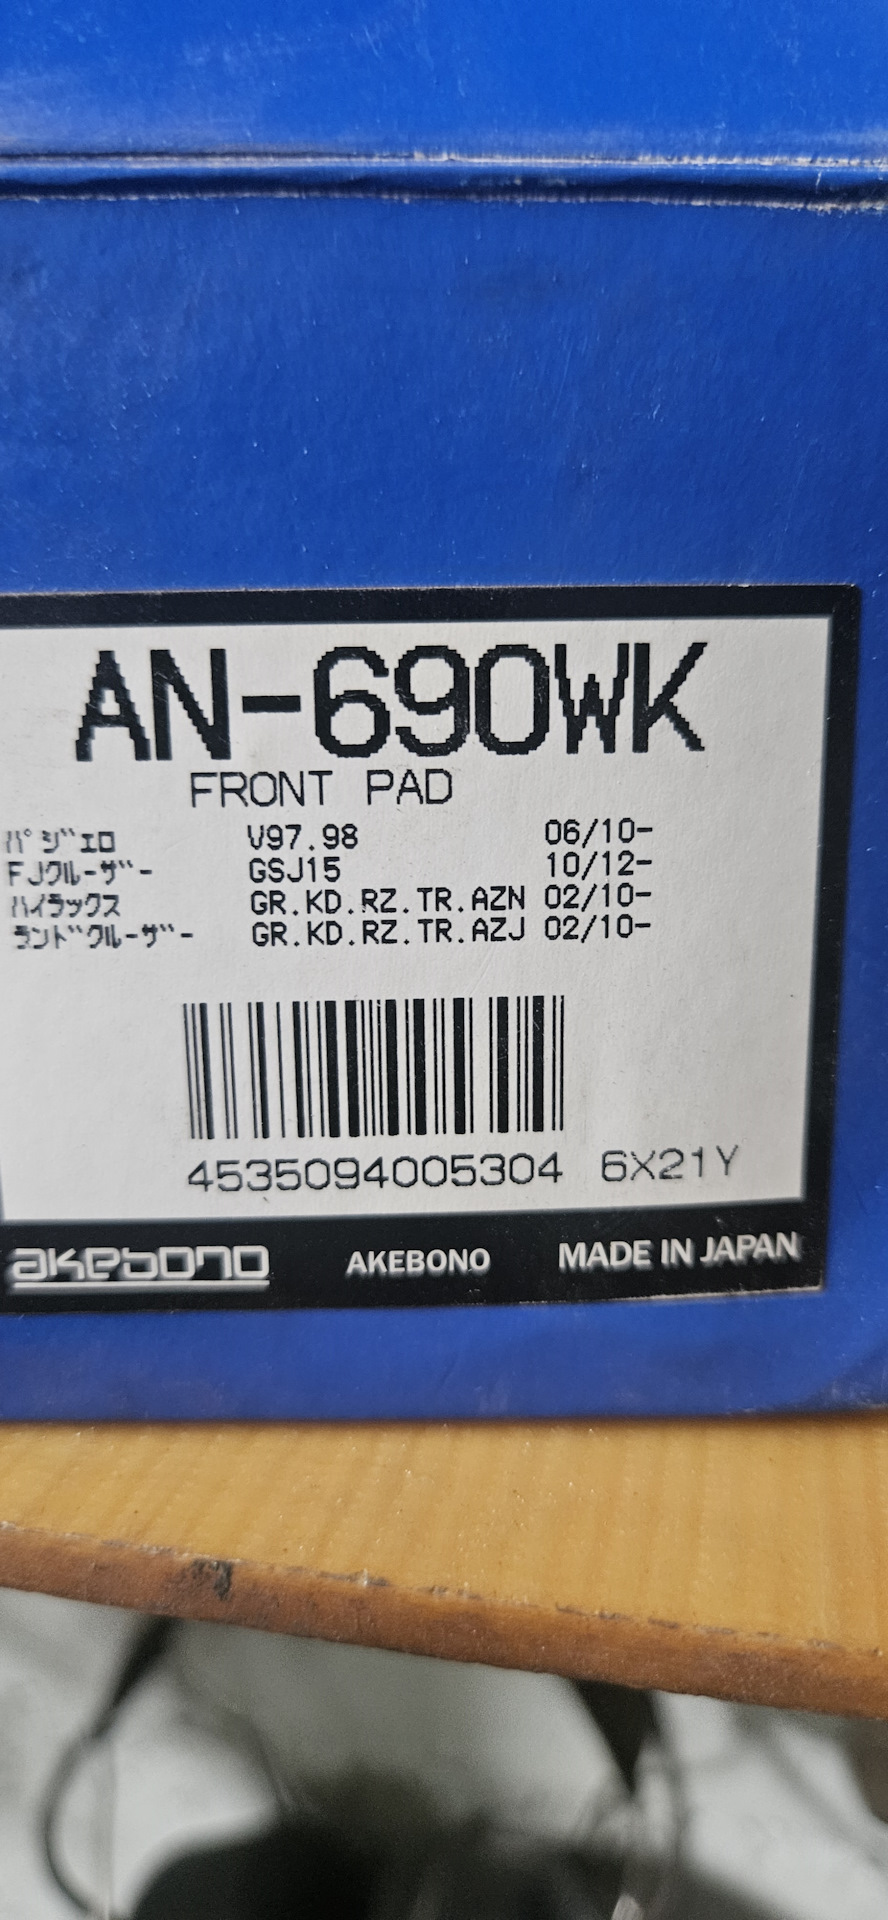 AN-690WK
FRONT PAD
パジェロ V97.98 06/10-
FJクルーザー GSJ15 10/12-
ハイラックス GR.KD.RZ.TR.AZN 02/10-
ランドクルーザー GR.KD.RZ.TR.AZJ 02/10-
4535094005304 6X21Y
akebono AKEBONO MADE IN JAPAN